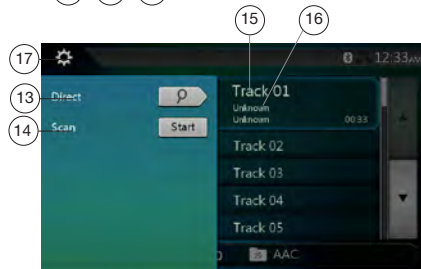 15 16
17 12:33AM
13 Direct Track 01
Unknown
14 Scan Start Unknown 00:33
Track 02
Track 03
Track 04
Track 05
AAC